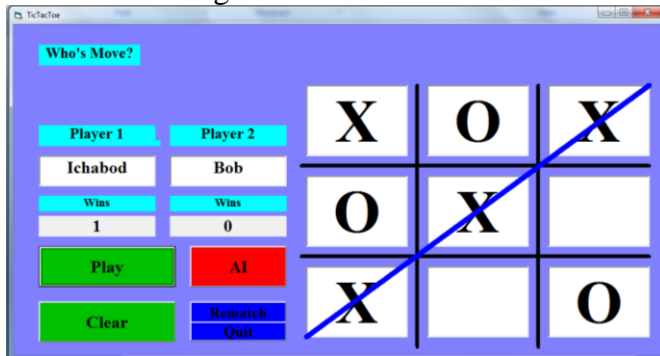 TicTacToe
Who's Move?
Player 1 Player 2
Ichabod Bob
Wins Wins
1 0
Play AI
Clear Rematch
Quit
X O X
O X
X O